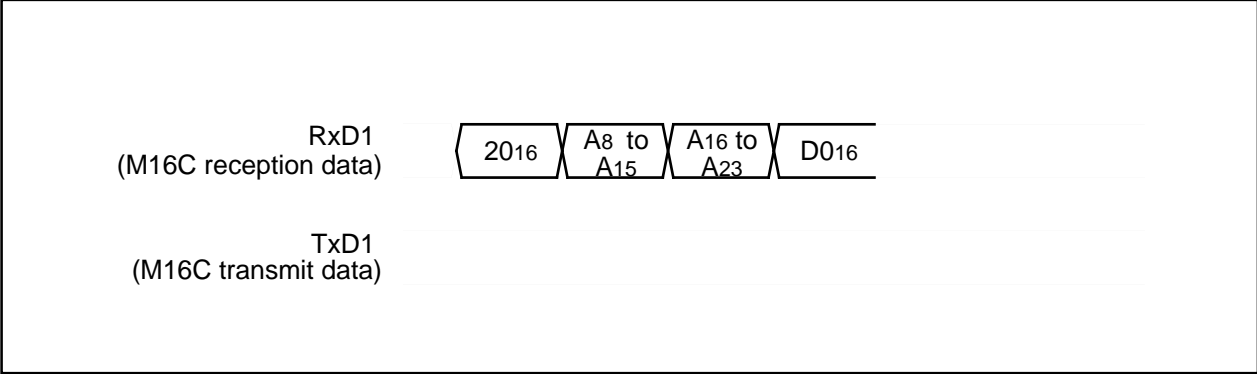 RxD1
(M16C reception data)
2016
A8 to
A15
A16 to
A23
D016
TxD1
(M16C transmit data)